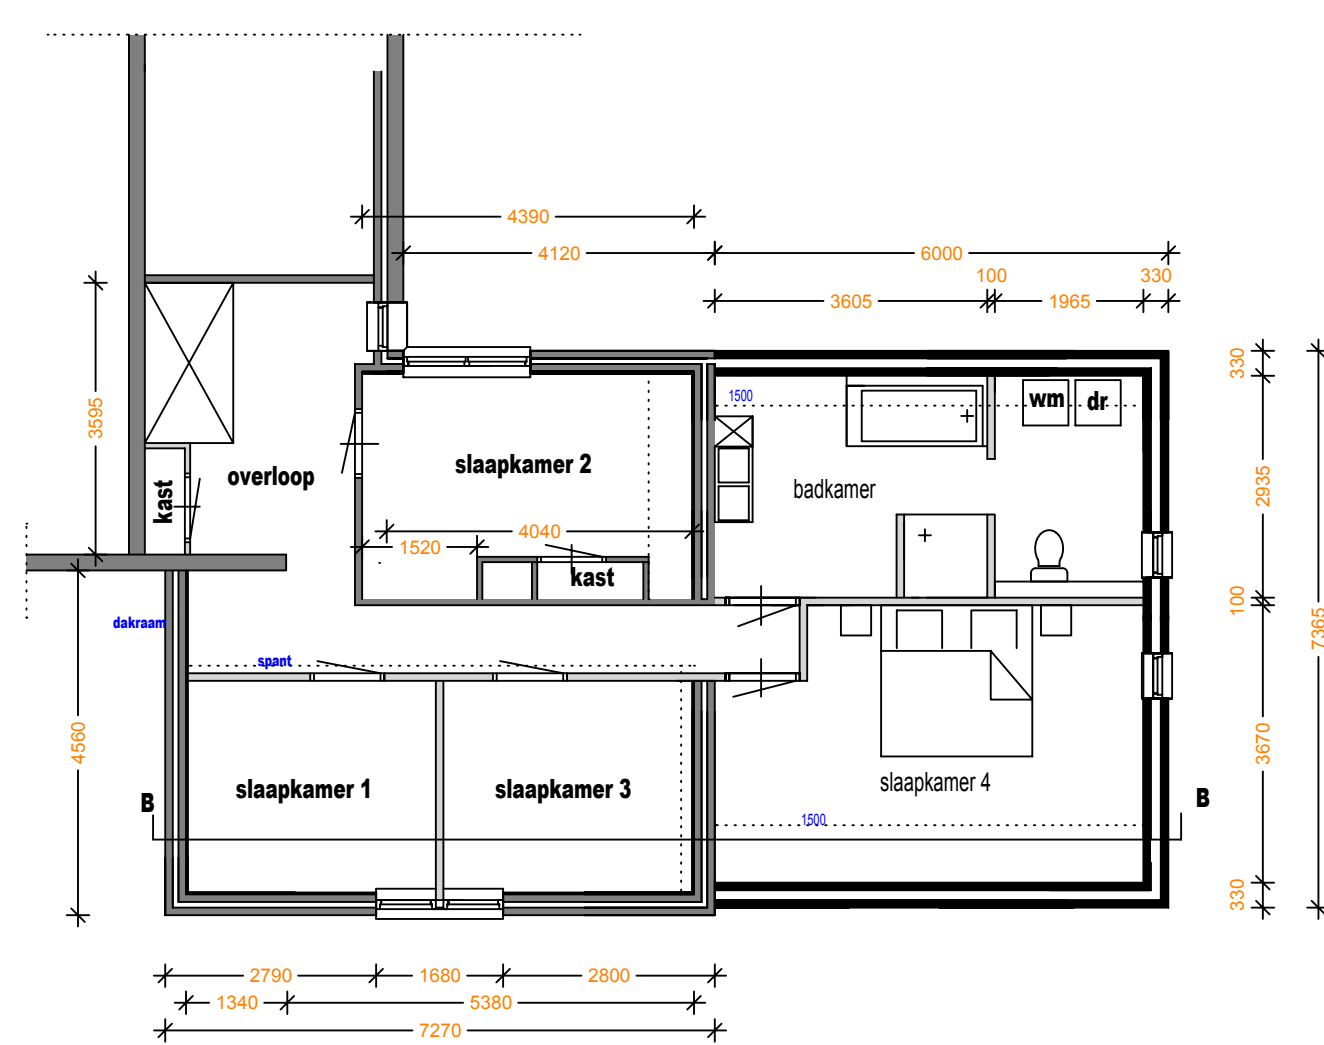 4390
4120
6000
100
330
3605
1965
330
3595
1500
wm
dr
overloop
slaapkamer 2
badkamer
kast
2935
4040
1520
kast
100
7365
dakraam
spant
4560
3670
slaapkamer 1
slaapkamer 3
slaapkamer 4
B
B
1500
330
2790
1680
2800
1340
5380
7270